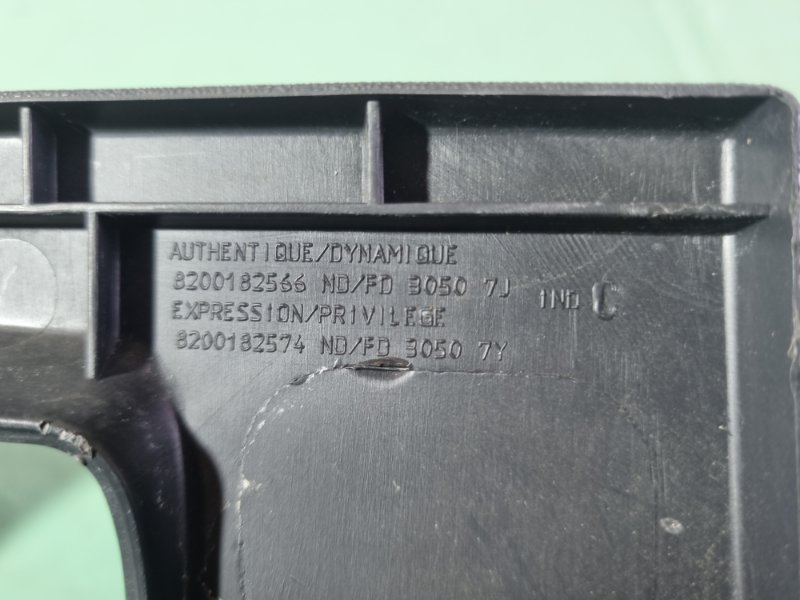 AUTHENTIQUE/DYNAMIQUE
8200182566 ND/FD 3050 7J IND C
EXPRESSION/PRIVILEGE
8200182574 ND/FD 3050 7Y